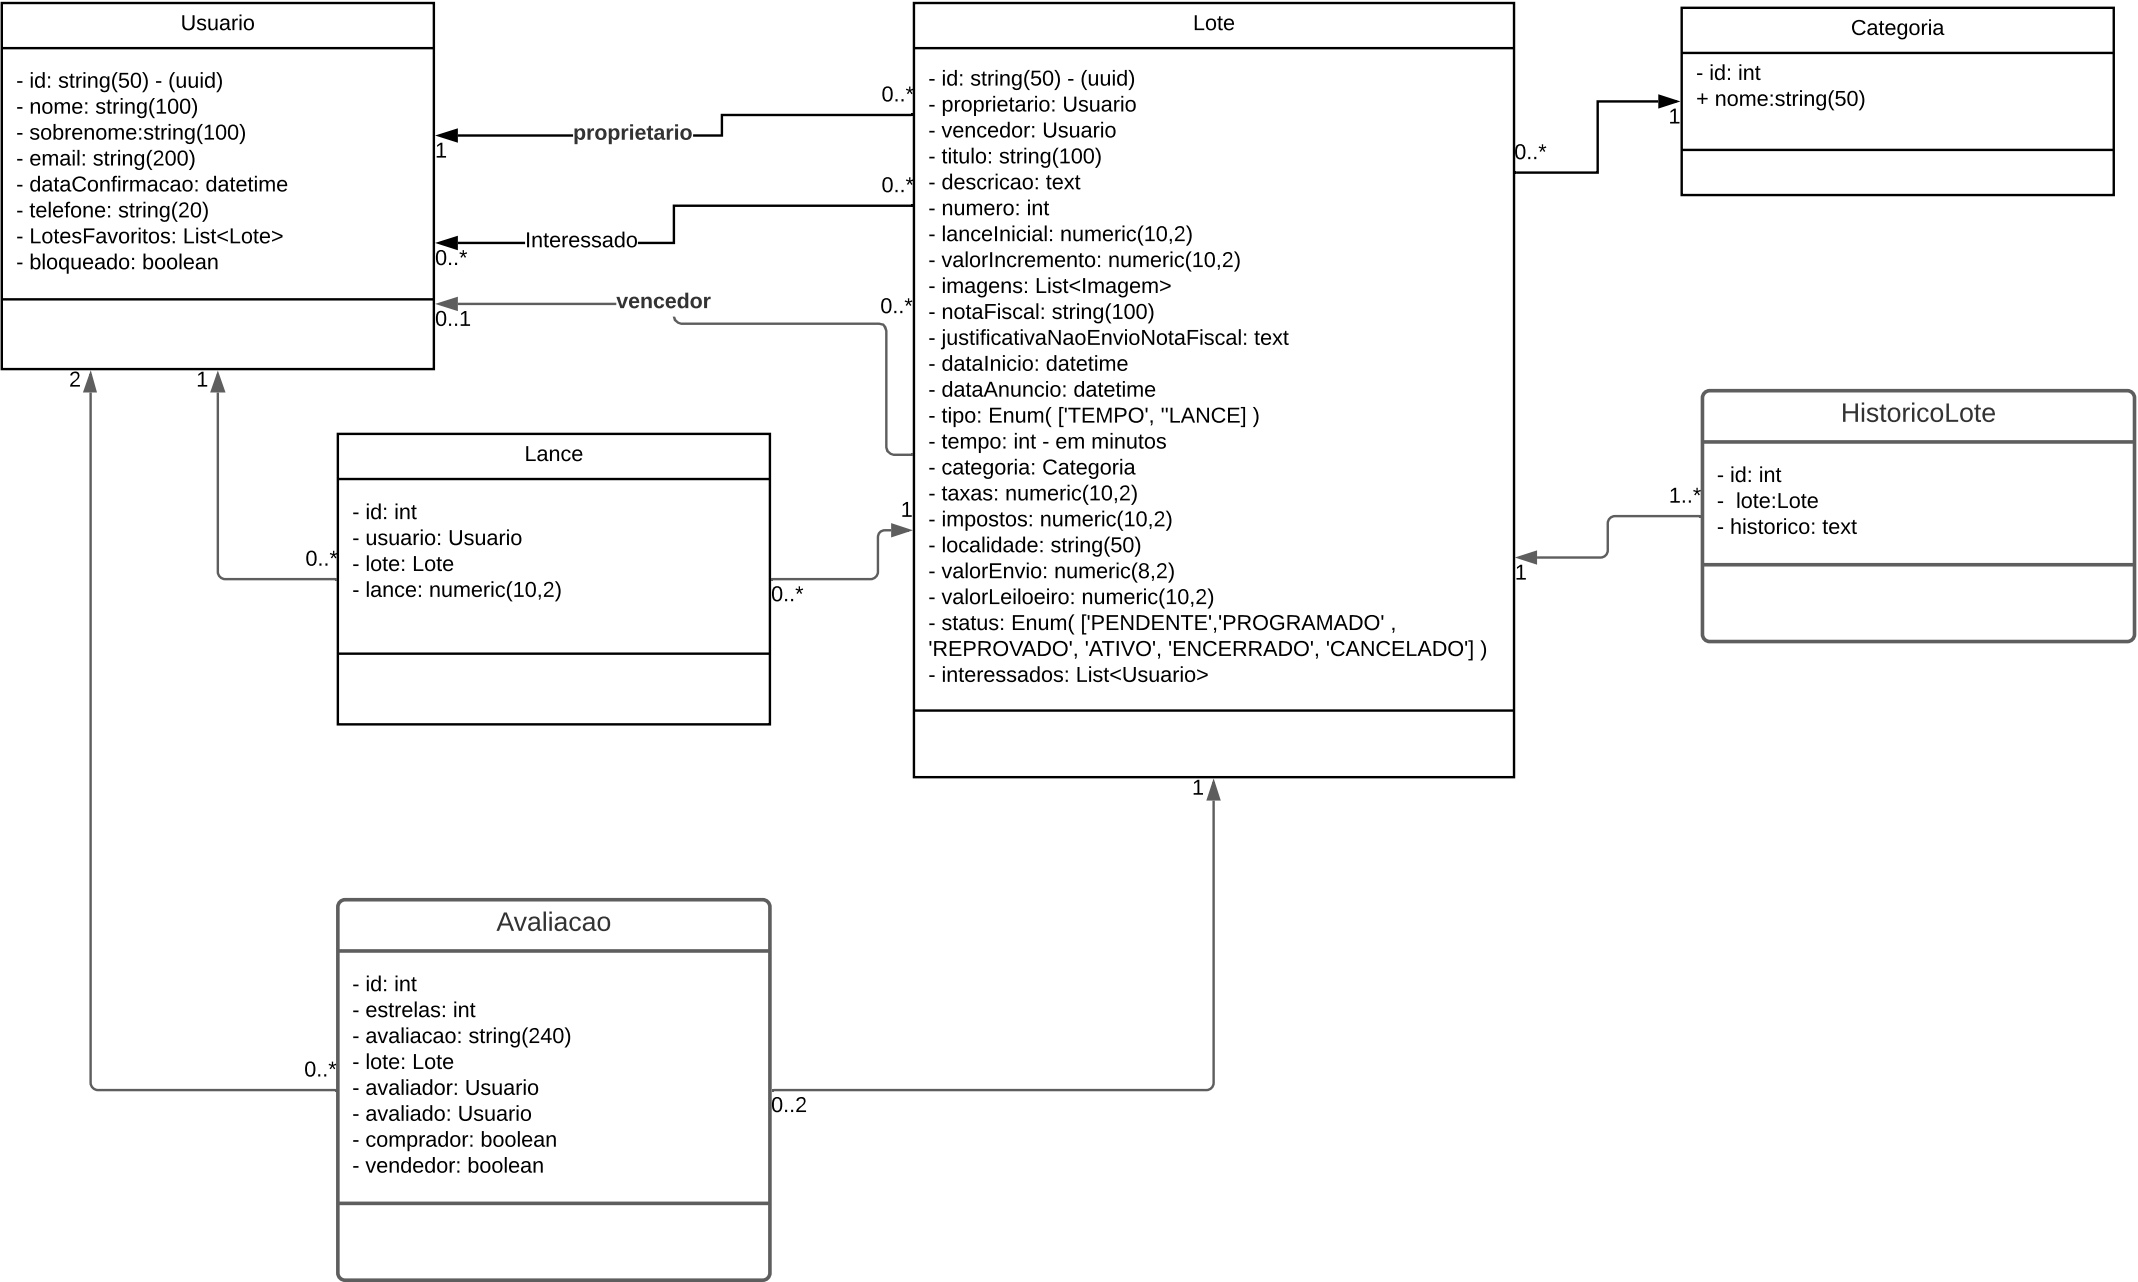 Usuario
- id: string(50) - (uuid)
- nome: string(100)
- sobrenome:string(100)
- email: string(200)
- dataConfirmacao: datetime
- telefone: string(20)
- LotesFavoritos: List<Lote>
- bloqueado: boolean
0..*
proprietario
1
0..*
Interessado
0..*
vencedor
0..*
0..1
Lote
- id: string(50) - (uuid)
- proprietario: Usuario
- vencedor: Usuario
- titulo: string(100)
- descricao: text
- numero: int
- lanceInicial: numeric(10,2)
- valorIncremento: numeric(10,2)
- imagens: List<Imagem>
- notaFiscal: string(100)
- justificativaNaoEnvioNotaFiscal: text
- dataInicio: datetime
- dataAnuncio: datetime
- tipo: Enum( ['TEMPO', "LANCE] )
- tempo: int - em minutos
- categoria: Categoria
- taxas: numeric(10,2)
- impostos: numeric(10,2)
- localidade: string(50)
- valorEnvio: numeric(8,2)
- valorLeiloeiro: numeric(10,2)
- status: Enum( ['PENDENTE','PROGRAMADO' ,
'REPROVADO', 'ATIVO', 'ENCERRADO', 'CANCELADO'] )
- interessados: List<Usuario>
Categoria
- id: int
+ nome:string(50)
1
0..*
HistoricoLote
- id: int
-  lote:Lote
- historico: text
1..*
1
2
1
Lance
- id: int
- usuario: Usuario
- lote: Lote
- lance: numeric(10,2)
0..*
1
0..*
1
Avaliacao
- id: int
- estrelas: int
- avaliacao: string(240)
- lote: Lote
- avaliador: Usuario
- avaliado: Usuario
- comprador: boolean
- vendedor: boolean
0..*
0..2